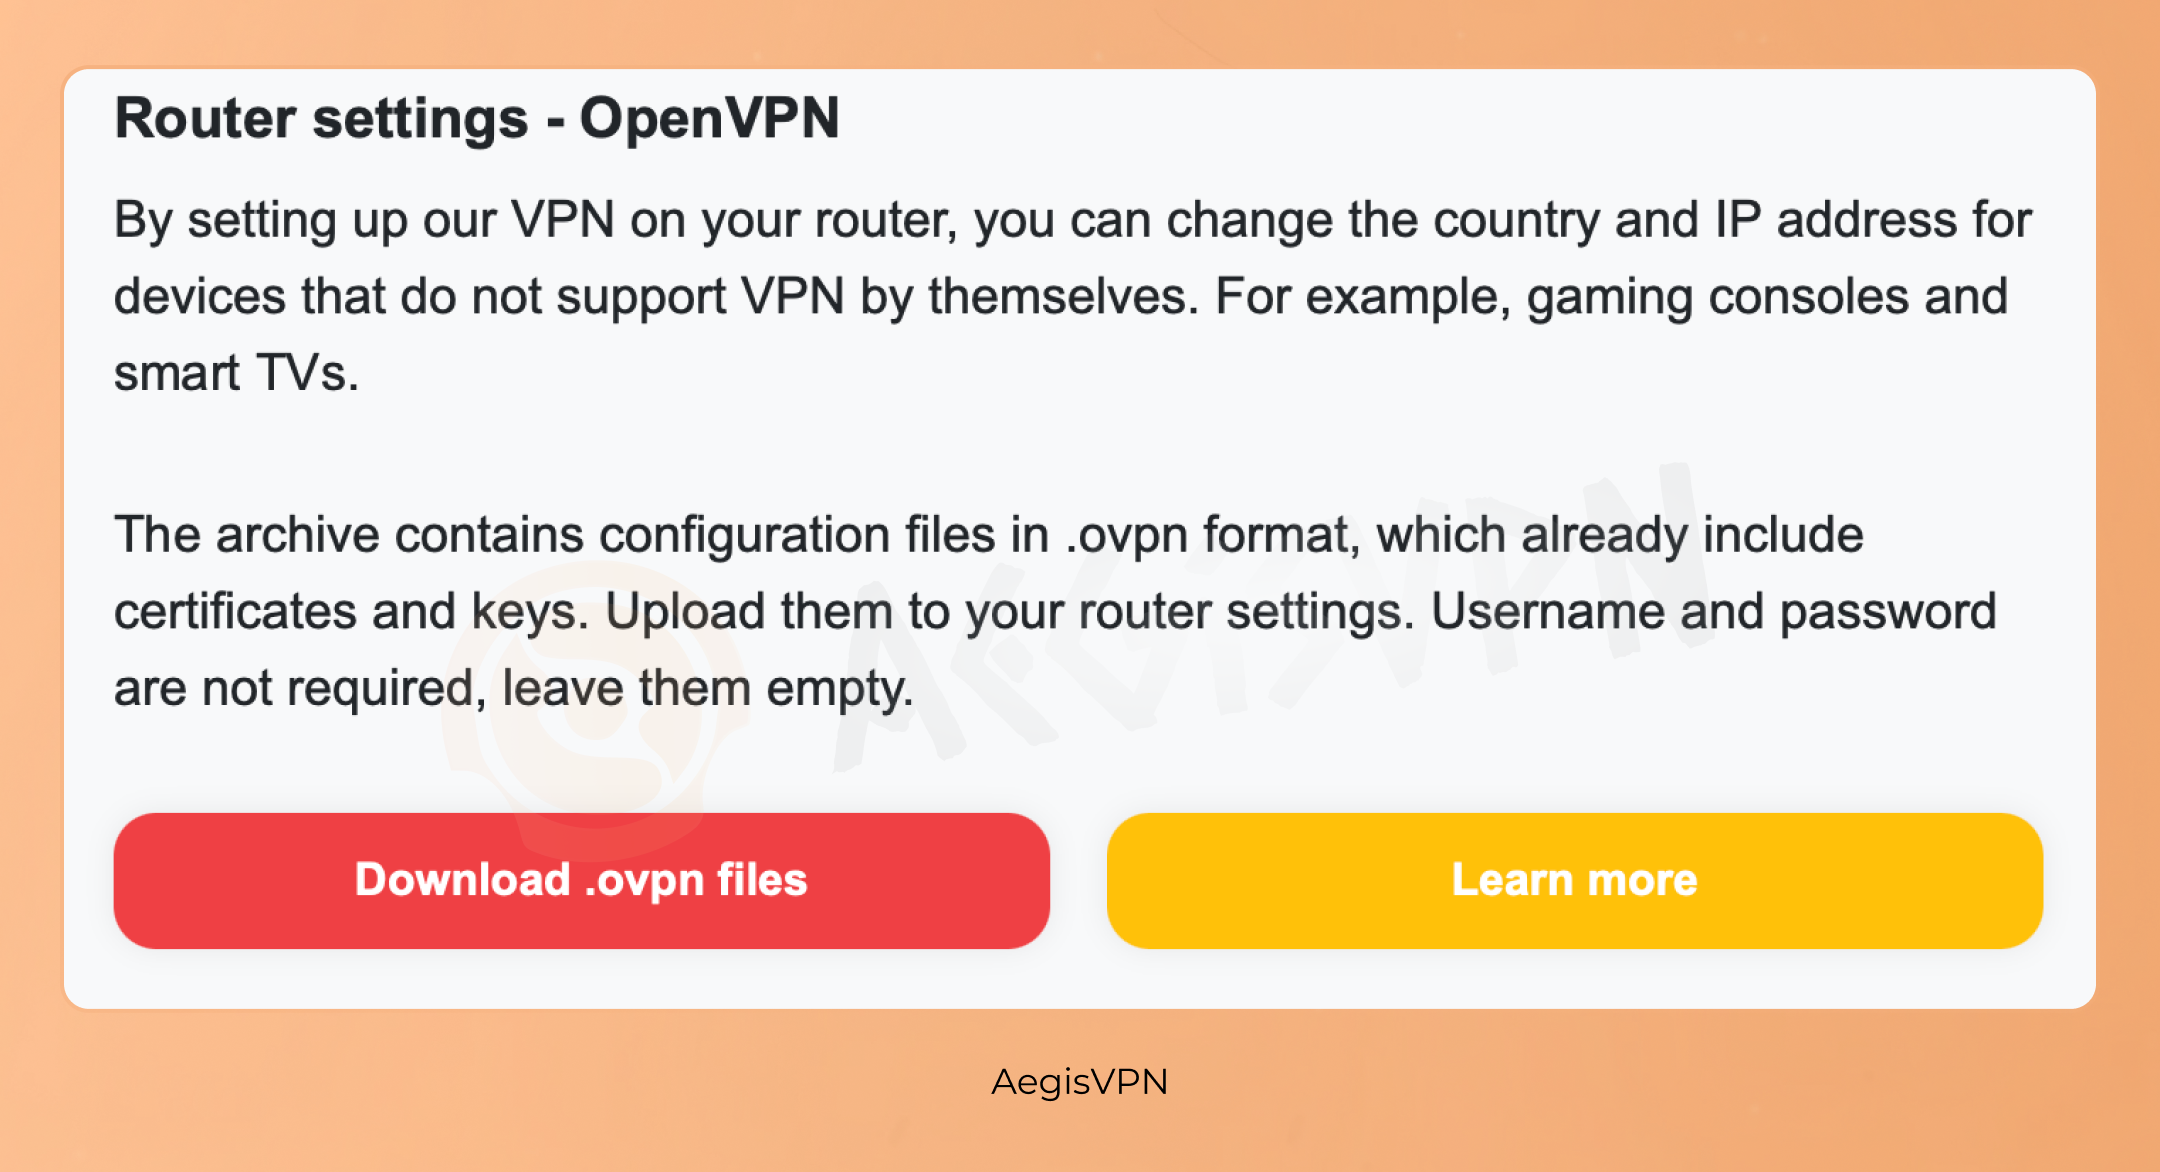 Router settings - OpenVPN
By setting up our VPN on your router, you can change the country and IP address for
devices that do not support VPN by themselves. For example, gaming consoles and
smart TVs.
The archive contains configuration files in .ovpn format, which already include
certificates and keys. Upload them to your router settings. Username and password
are not required, leave them empty.
AEGISVPN
Download .ovpn files
Learn more
AegisVPN